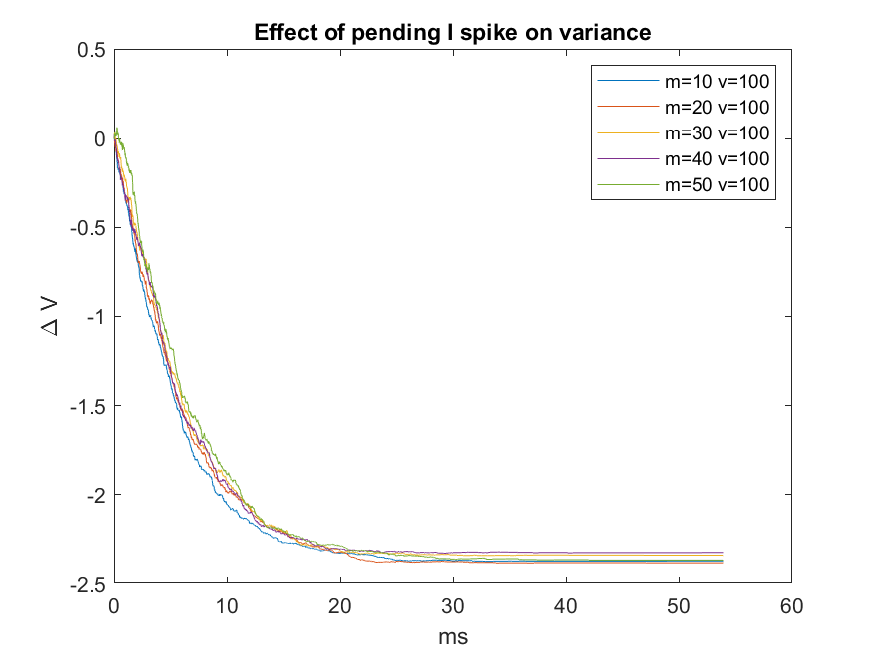 Effect of pending I spike on variance
0.5
0
-0.5
-1
-1.5
-2
-2.5
Δ V
m=10 v=100
m=20 v=100
m=30 v=100
m=40 v=100
m=50 v=100
0 10 20 30 40 50 60
ms